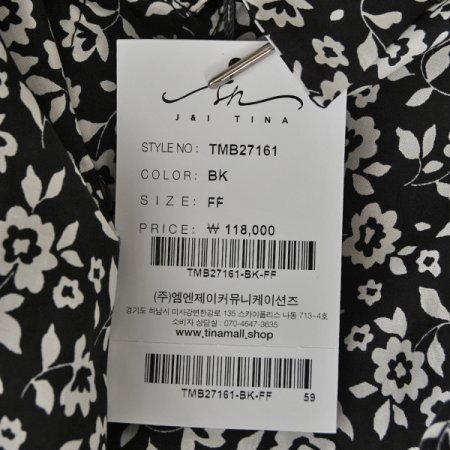 J&I TINA
STYLE NO : TMB27161
COLOR: BK
SIZE: FF
PRICE: ₩ 118,000
TMB27161-BK-FF
(주)엠엔제이커뮤니케이션즈
경기도 하남시 미사강변한강로 135 스카이폴리스 나동 713-4호
소비자 상담실 : 070-4647-3635
www_tinamall_shop
TMB27161-BK-FF 59